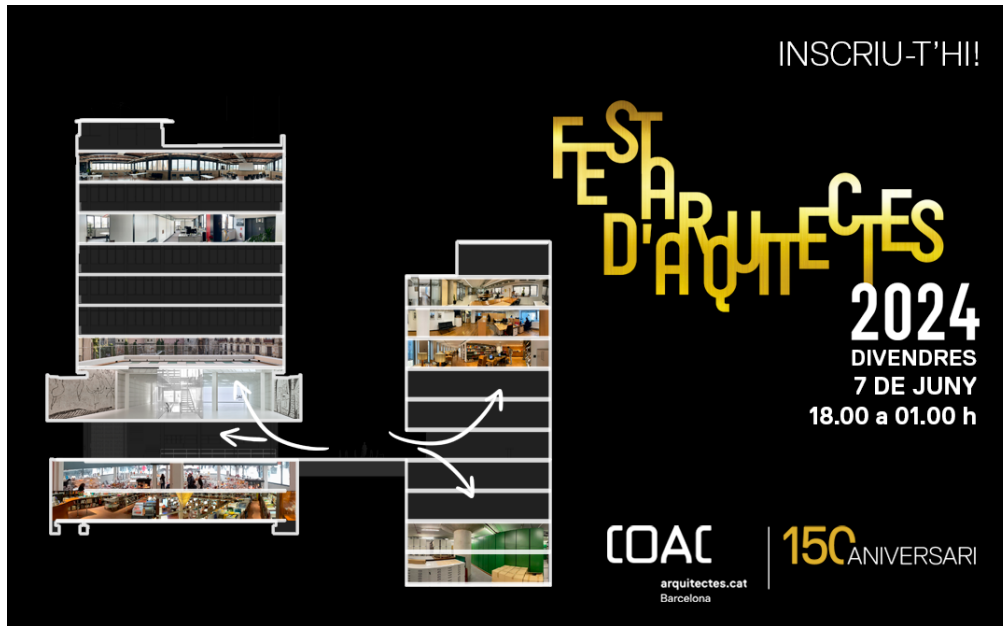 INSCRIU-T'HI!
FESTA
D'ARQUITECTES
2024
DIVENDRES
7 DE JUNY
18.00 a 01.00 h
COAC
arquitectes.cat
Barcelona
150 ANIVERSARI